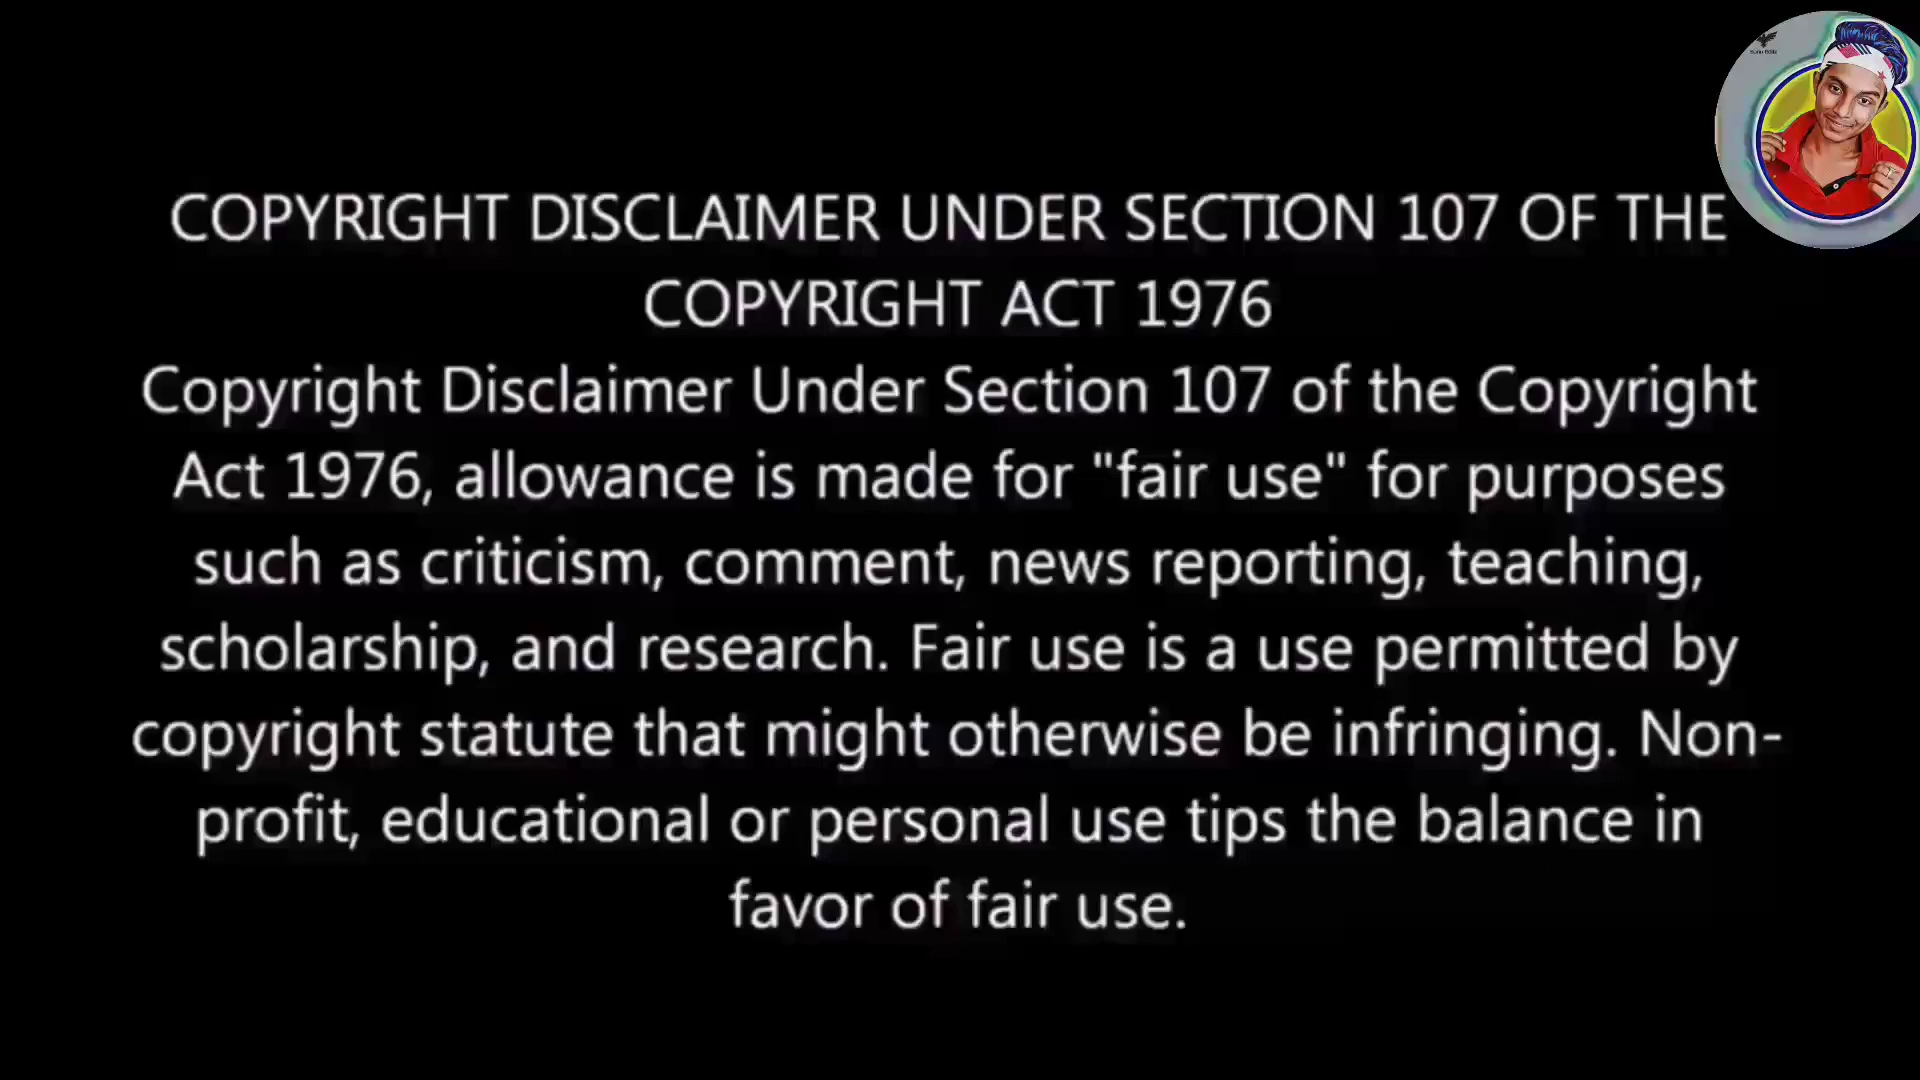 COPYRIGHT DISCLAIMER UNDER SECTION 107 OF THE
COPYRIGHT ACT 1976
Copyright Disclaimer Under Section 107 of the Copyright
Act 1976, allowance is made for "fair use" for purposes
such as criticism, comment, news reporting, teaching,
scholarship, and research. Fair use is a use permitted by
copyright statute that might otherwise be infringing. Non-
profit, educational or personal use tips the balance in
favor of fair use.